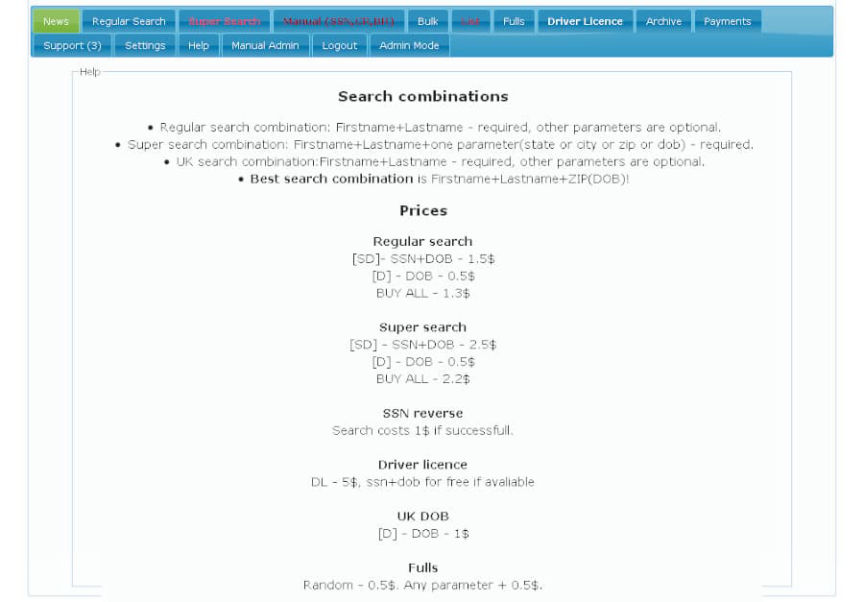 News Regular Search Super Search Manual (SSN,CR,BR) Bulk List Fulls Driver Licence Archive Payments
Support (3) Settings Help Manual Admin Logout Admin Mode
Help
Search combinations
• Regular search combination: Firstname+Lastname - required, other parameters are optional.
• Super search combination: Firstname+Lastname+one parameter(state or city or zip or dob) - required.
• UK search combination:Firstname+Lastname - required, other parameters are optional.
• Best search combination is Firstname+Lastname+ZIP(DOB)!
Prices
Regular search
[SD]- SSN+DOB - 1.5$
[D] - DOB - 0.5$
BUY ALL - 1.3$
Super search
[SD] - SSN+DOB - 2.5$
[D] - DOB - 0.5$
BUY ALL - 2.2$
SSN reverse
Search costs 1$ if successfull.
Driver licence
DL - 5$, ssn+dob for free if avaliable
UK DOB
[D] - DOB - 1$
Fulls
Random - 0.5$. Any parameter + 0.5$.